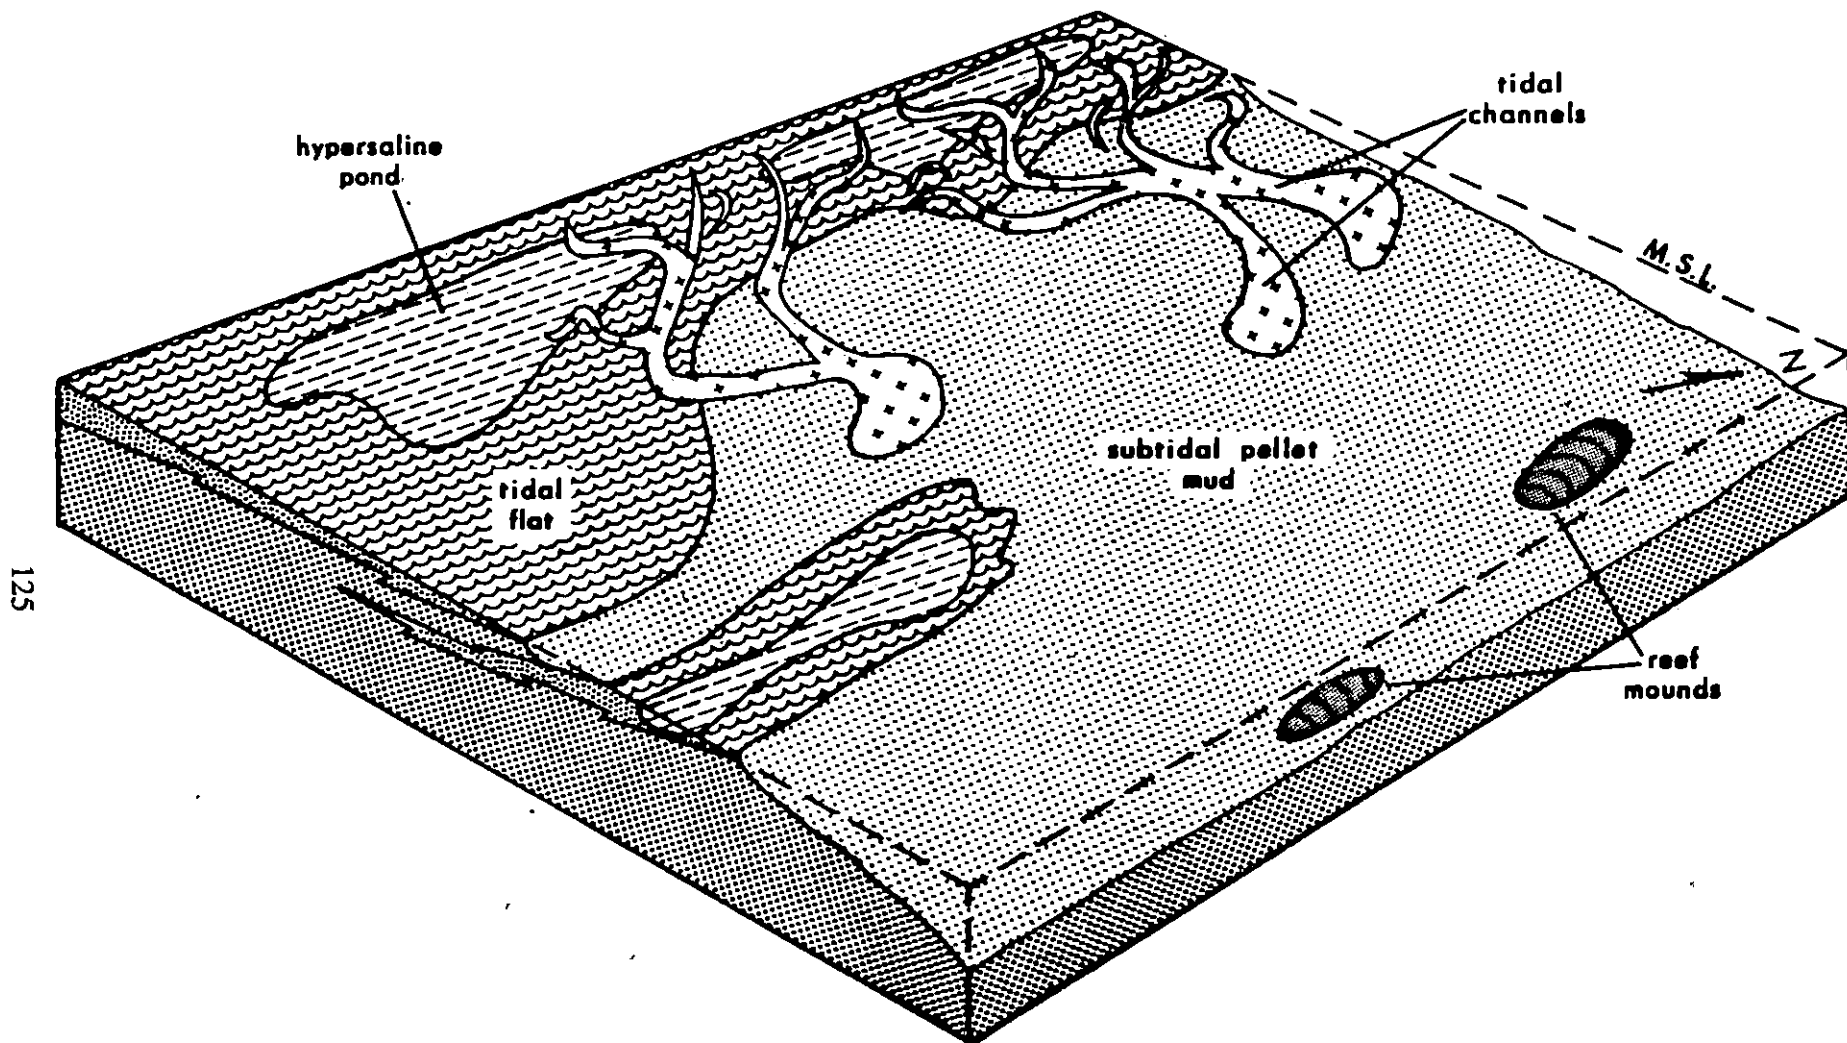 tidal
channels
hypersaline
pond
M.S.L.
N
subtidal pellet
mud
tidal
flat
reef
mounds
125